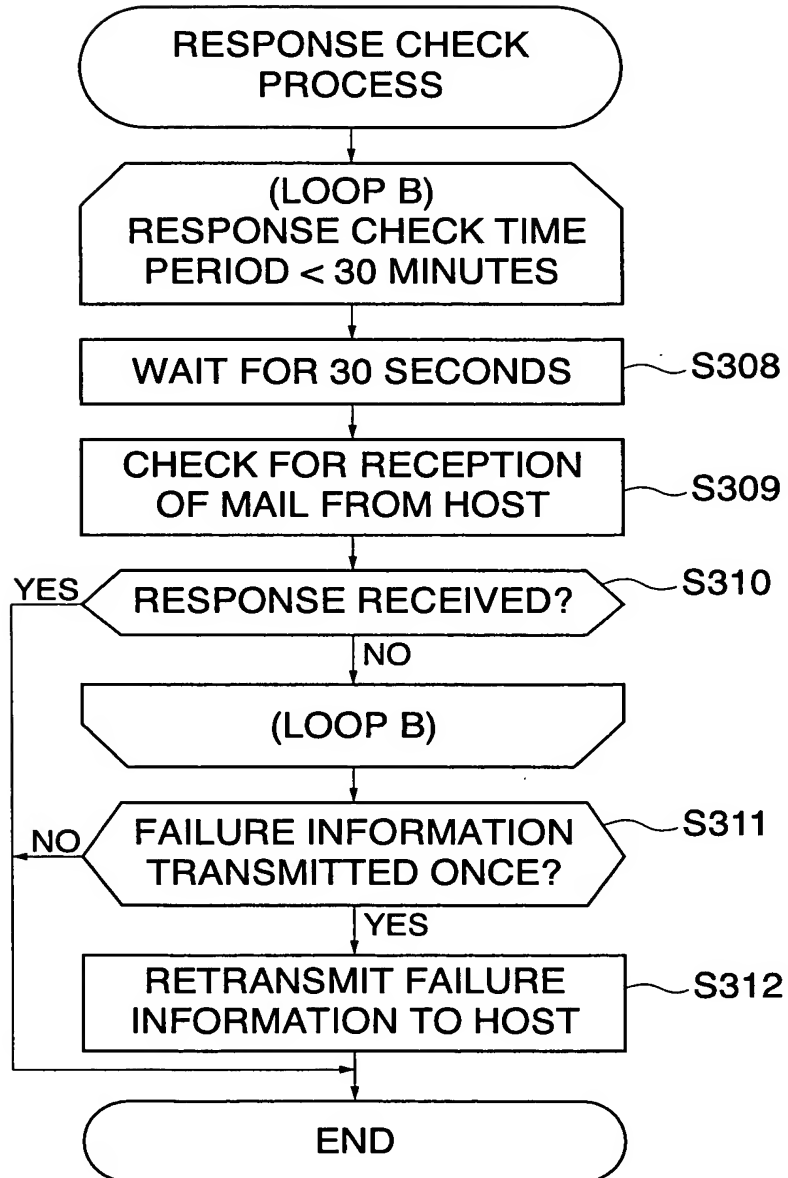 RESPONSE CHECK
PROCESS
(LOOP B)
RESPONSE CHECK TIME
PERIOD < 30 MINUTES
WAIT FOR 30 SECONDS
S308
CHECK FOR RECEPTION
OF MAIL FROM HOST
S309
YES
RESPONSE RECEIVED?
S310
NO
(LOOP B)
NO
FAILURE INFORMATION
TRANSMITTED ONCE?
S311
YES
RETRANSMIT FAILURE
INFORMATION TO HOST
S312
END